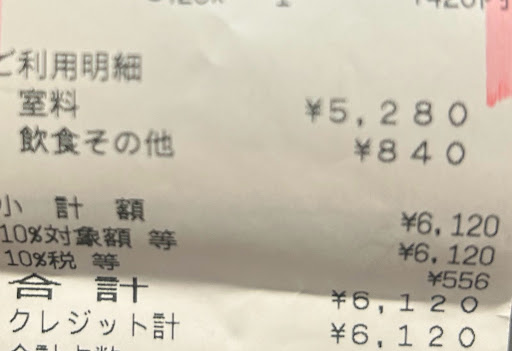 ご利用明細
室料 ¥5,280
飲食その他 ¥840
小計額 ¥6,120
10%対象額等 ¥6,120
10%税等 ¥556
合計 ¥6,120
クレジット計 ¥6,120